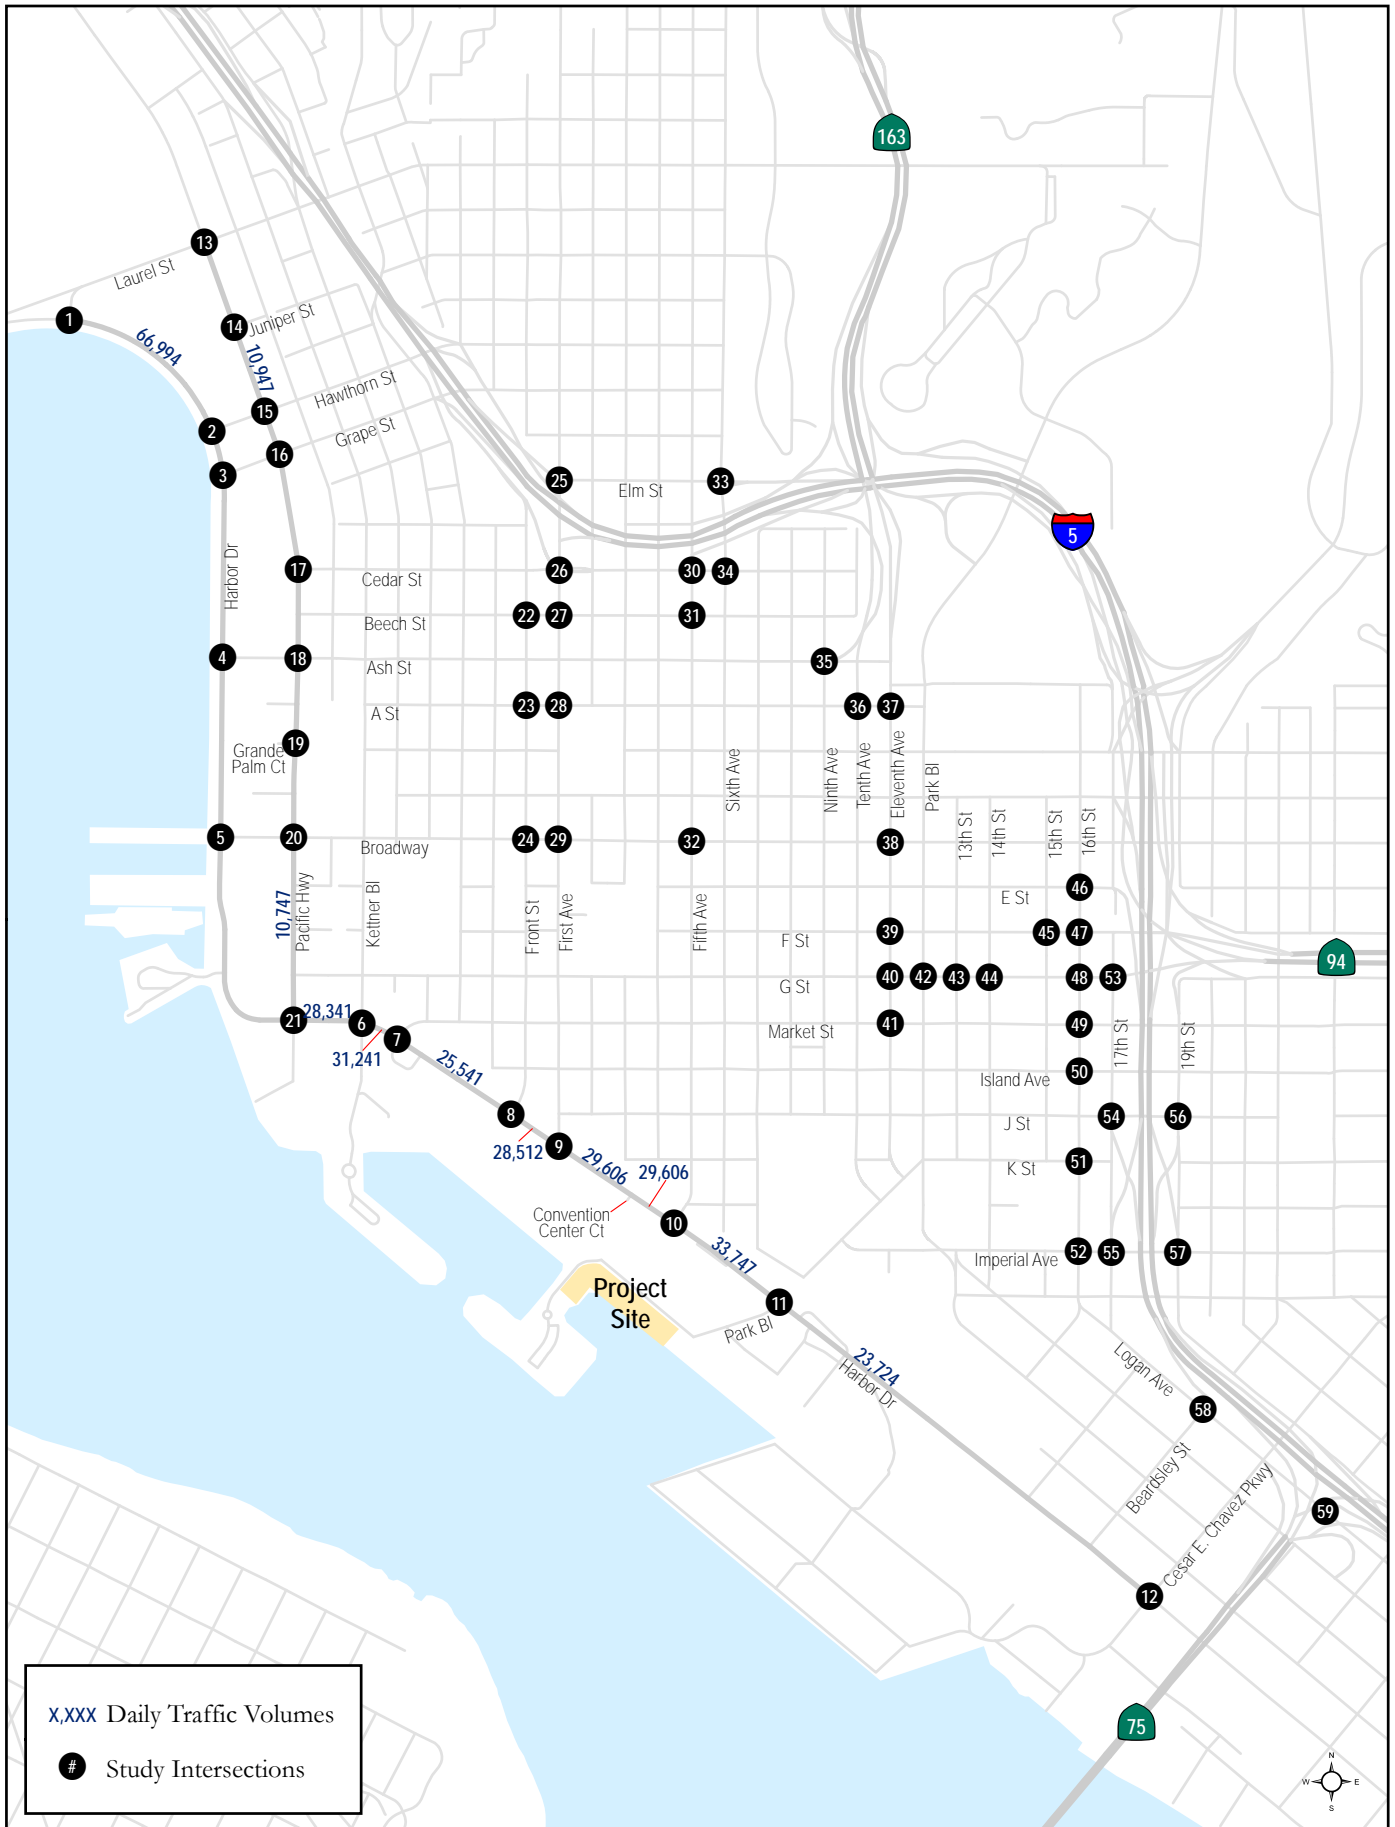 163
13
Laurel St
1
14
Juniper St
66,994
10,947
Hawthorn St
15
2
Grape St
16
3
25
Elm St
33
5
Harbor Dr
17
Cedar St
26
30
34
22
27
31
Beech St
4
18
Ash St
35
23
28
A St
36
37
19
Grande
Palm Ct
Sixth Ave
Ninth Ave
Tenth Ave
Eleventh Ave
Park Bl
13th St
14th St
15th St
16th St
5
20
Broadway
24
29
32
38
46
E St
10,747
Pacific Hwy
Kettner Bl
Front St
First Ave
Fifth Ave
39
F St
45
47
94
40
42
43
44
48
53
G St
21
28,341
6
41
Market St
49
7
31,241
17th St
19th St
25,541
50
Island Ave
8
54
56
J St
9
28,512
29,606
29,606
51
K St
Convention
Center Ct
10
33,747
52
55
57
Imperial Ave
Project
Site
11
Park Bl
23,724
Harbor Dr
Logan Ave
58
Beardsley St
Cesar E. Chavez Pkwy
59
12
75
X,XXX Daily Traffic Volumes
# Study Intersections
N
W
E
S